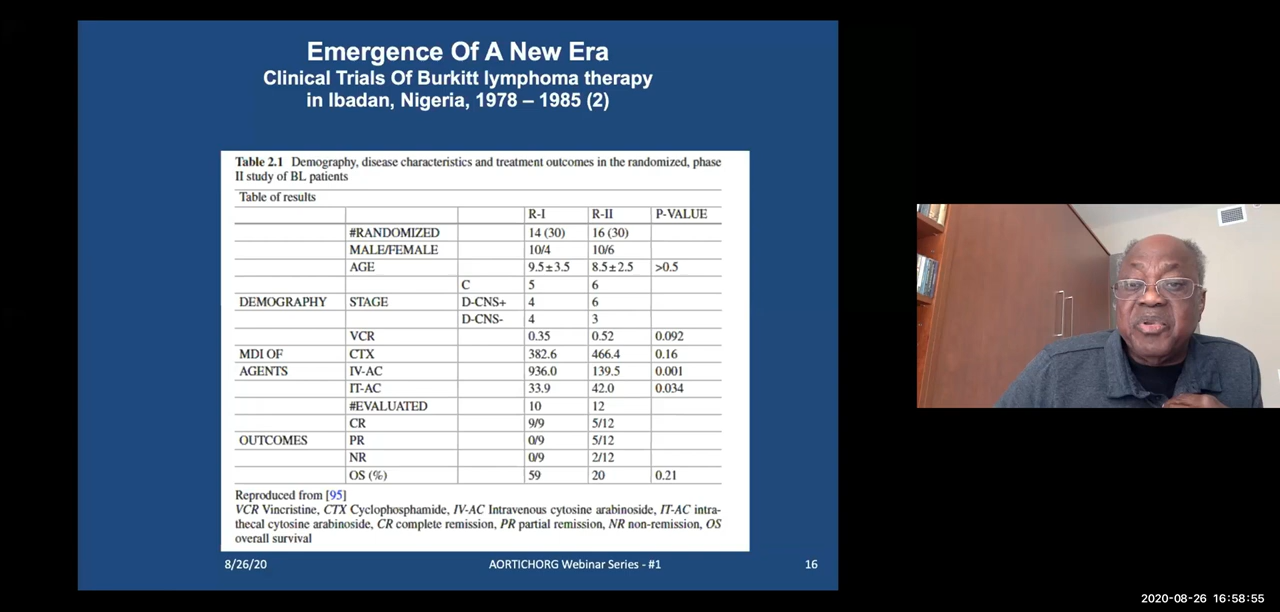 Emergence Of A New Era
Clinical Trials Of Burkitt lymphoma therapy
in Ibadan, Nigeria, 1978 – 1985 (2)
Table 2.1 Demography, disease characteristics and treatment outcomes in the randomized, phase
II study of BL patients
Table of results
R-I R-II P-VALUE
#RANDOMIZED 14 (30) 16 (30)
MALE/FEMALE 10/4 10/6
AGE 9.5±3.5 8.5±2.5 >0.5
C 5 6
DEMOGRAPHY STAGE D-CNS+ 4 6
D-CNS- 4 3
VCR 0.35 0.52 0.092
MDI OF CTX 382.6 466.4 0.16
AGENTS IV-AC 936.0 139.5 0.001
IT-AC 33.9 42.0 0.034
#EVALUATED 10 12
CR 9/9 5/12
OUTCOMES PR 0/9 5/12
NR 0/9 2/12
OS (%) 59 20 0.21
Reproduced from [95]
VCR Vincristine, CTX Cyclophosphamide, IV-AC Intravenous cytosine arabinoside, IT-AC intra-
thecal cytosine arabinoside, CR complete remission, PR partial remission, NR non-remission, OS
overall survival
8/26/20 AORTICHORG Webinar Series - #1 16
2020-08-26 16:58:55